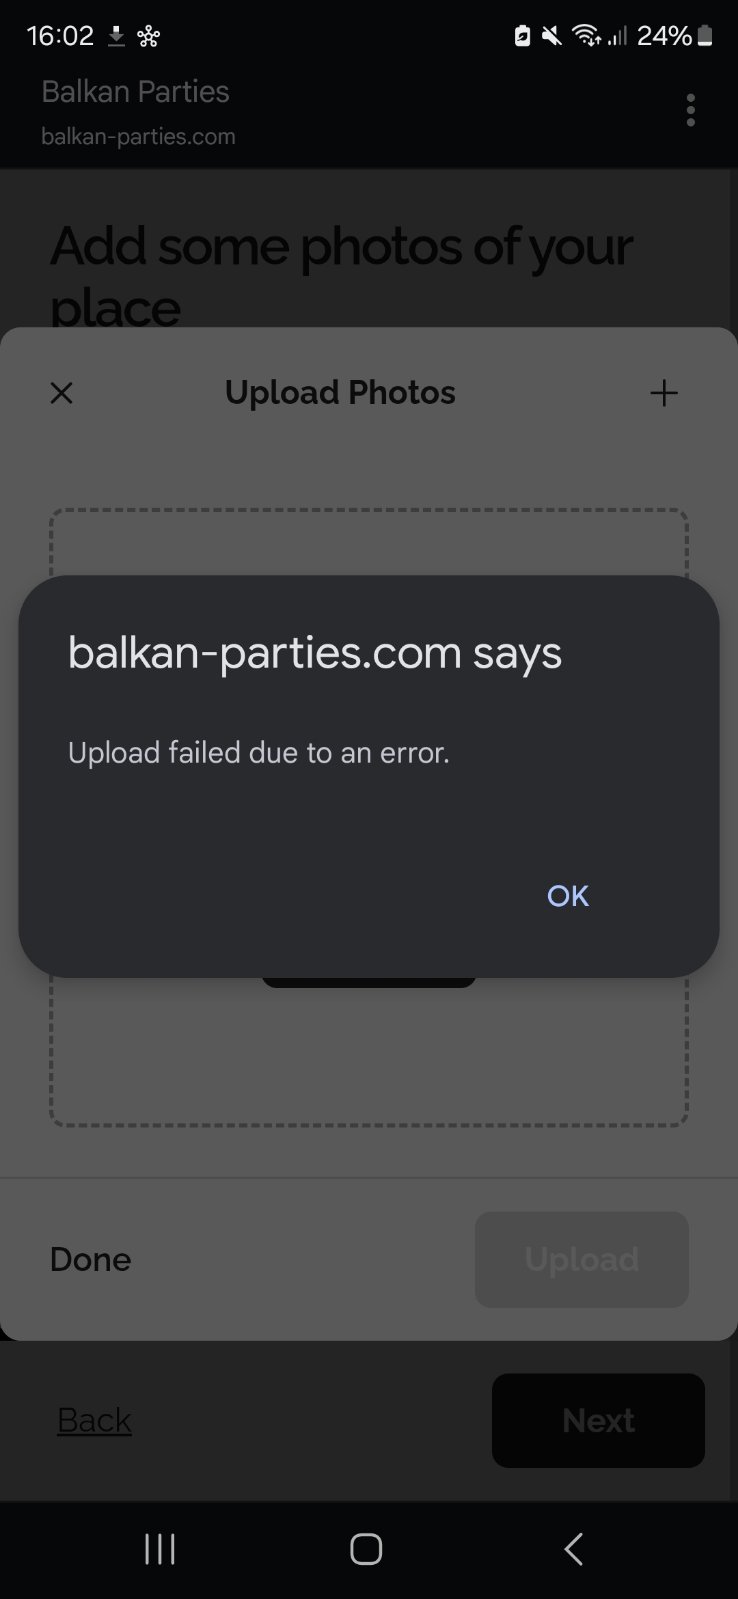 16:02
24%
Balkan Parties
balkan-parties.com
Add some photos of your
place
Upload Photos
balkan-parties.com says
Upload failed due to an error.
OK
Done
Upload
Back
Next